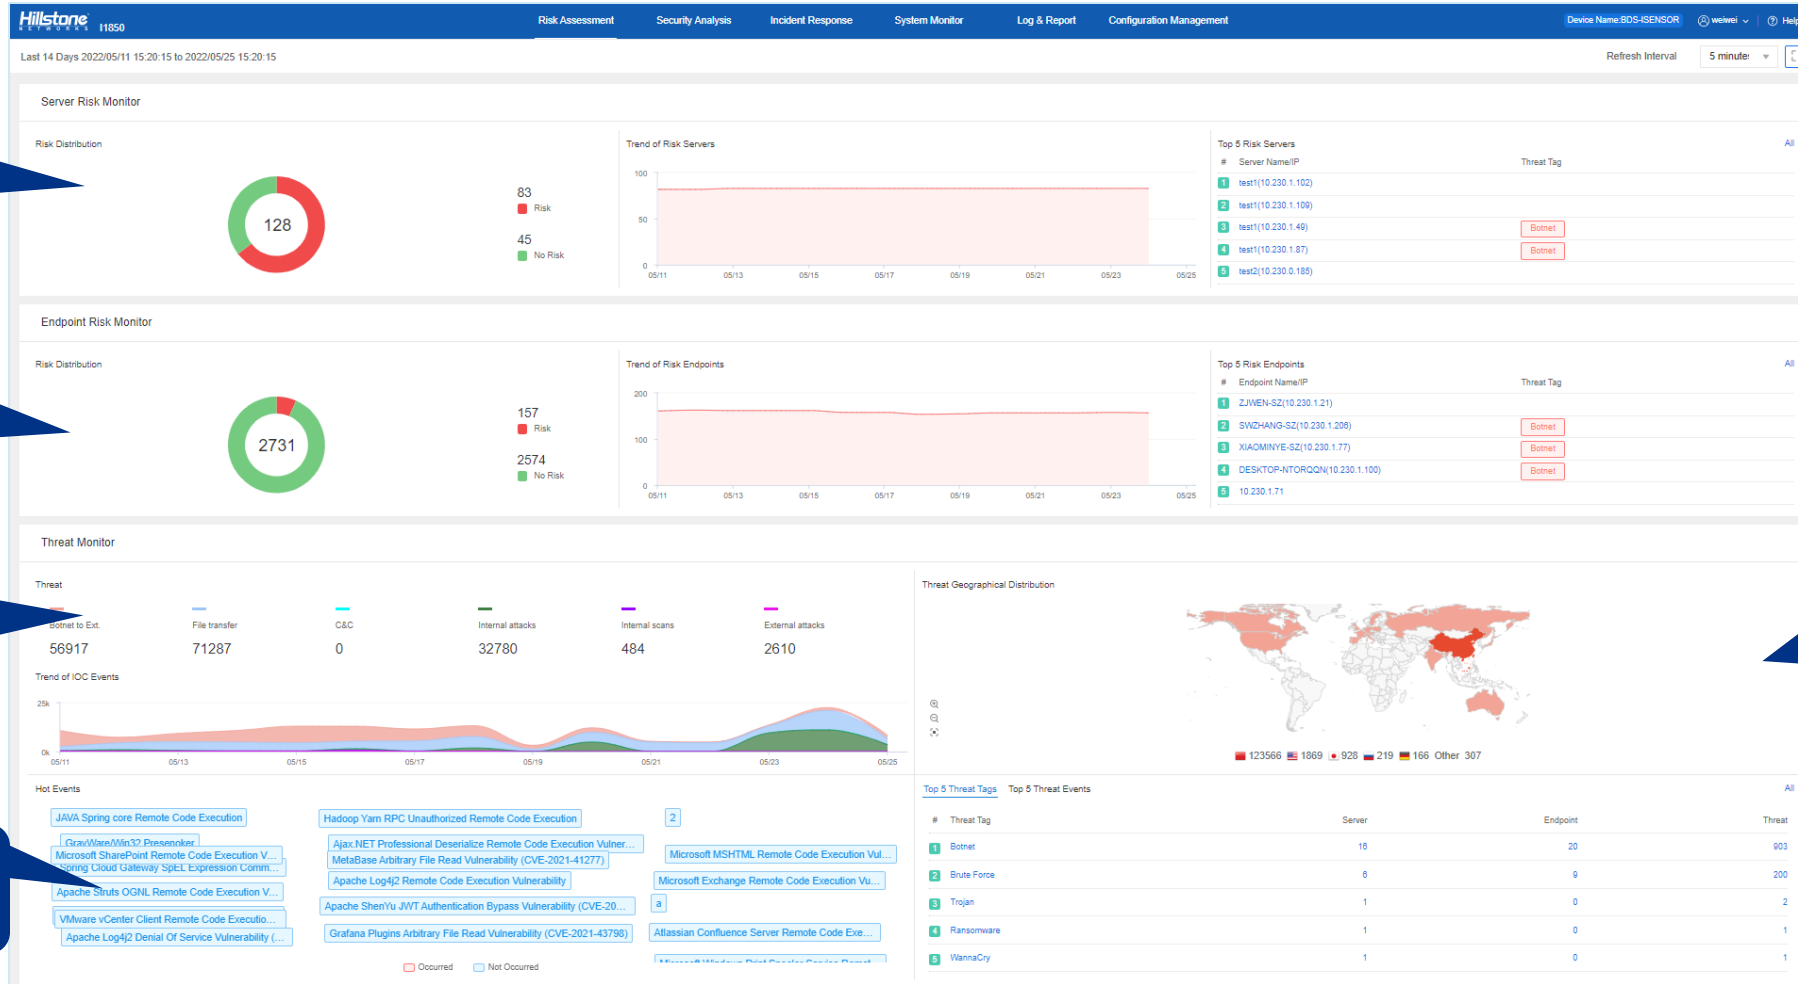 Hillstone
NETWORKS I1850
Risk Assessment Security Analysis Incident Response System Monitor Log & Report Configuration Management
Device Name:BDS-ISENSOR weiwei Help
Last 14 Days 2022/05/11 15:20:15 to 2022/05/25 15:20:15
Refresh Interval 5 minute
Server Risk Monitor
Risk Distribution
128
83
Risk
45
No Risk
Trend of Risk Servers
100
50
0
05/11 05/13 05/15 05/17 05/19 05/21 05/23 05/25
Top 5 Risk Servers All
# Server Name/IP Threat Tag
1 test1(10.230.1.102)
2 test1(10.230.1.109)
3 test1(10.230.1.49) Botnet
4 test1(10.230.1.87) Botnet
5 test2(10.230.0.185)
Endpoint Risk Monitor
Risk Distribution
2731
157
Risk
2574
No Risk
Trend of Risk Endpoints
200
100
0
05/11 05/13 05/15 05/17 05/19 05/21 05/23 05/25
Top 5 Risk Endpoints All
# Endpoint Name/IP Threat Tag
1 ZJWEN-SZ(10.230.1.21)
2 SWZHANG-SZ(10.230.1.206) Botnet
3 XIAOMINYE-SZ(10.230.1.77) Botnet
4 DESKTOP-NTORQQN(10.230.1.100) Botnet
5 10.230.1.71
Threat Monitor
Threat
Botnet to Ext. File transfer C&C Internal attacks Internal scans External attacks
56917 71287 0 32780 484 2610
Trend of IOC Events
25k
0k
05/11 05/13 05/15 05/17 05/19 05/21 05/23 05/25
Threat Geographical Distribution
123566 1869 928 219 166 Other 307
Hot Events
JAVA Spring core Remote Code Execution
GrayWare/Win32 Presenoker
Microsoft SharePoint Remote Code Execution V...
Spring Cloud Gateway SpEL Expression Comm...
Apache Struts OGNL Remote Code Execution V...
VMware vCenter Client Remote Code Executio...
Apache Log4j2 Denial Of Service Vulnerability (...
Hadoop Yarn RPC Unauthorized Remote Code Execution
Ajax.NET Professional Deserialize Remote Code Execution Vulner...
MetaBase Arbitrary File Read Vulnerability (CVE-2021-41277)
Apache Log4j2 Remote Code Execution Vulnerability
Apache ShenYu JWT Authentication Bypass Vulnerability (CVE-20...
Grafana Plugins Arbitrary File Read Vulnerability (CVE-2021-43798)
2
Microsoft MSHTML Remote Code Execution Vul...
Microsoft Exchange Remote Code Execution Vu...
a
Atlassian Confluence Server Remote Code Exe...
Occurred Not Occurred
Top 5 Threat Tags Top 5 Threat Events All
# Threat Tag Server Endpoint Threat
1 Botnet 16 20 903
2 Brute Force 6 9 200
3 Trojan 1 0 2
4 Ransomware 1 0 1
5 WannaCry 1 0 1